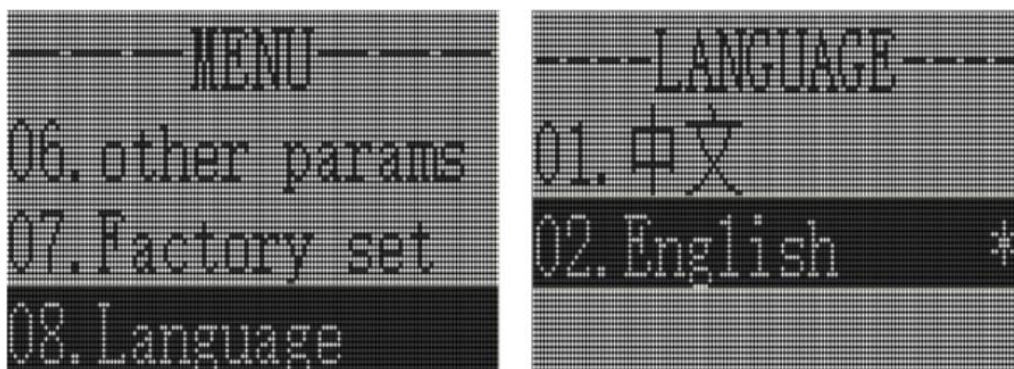 ------MENU------
06.other params
07.Factory set
08.Language
----LANGUAGE----
01.中文
02.English *